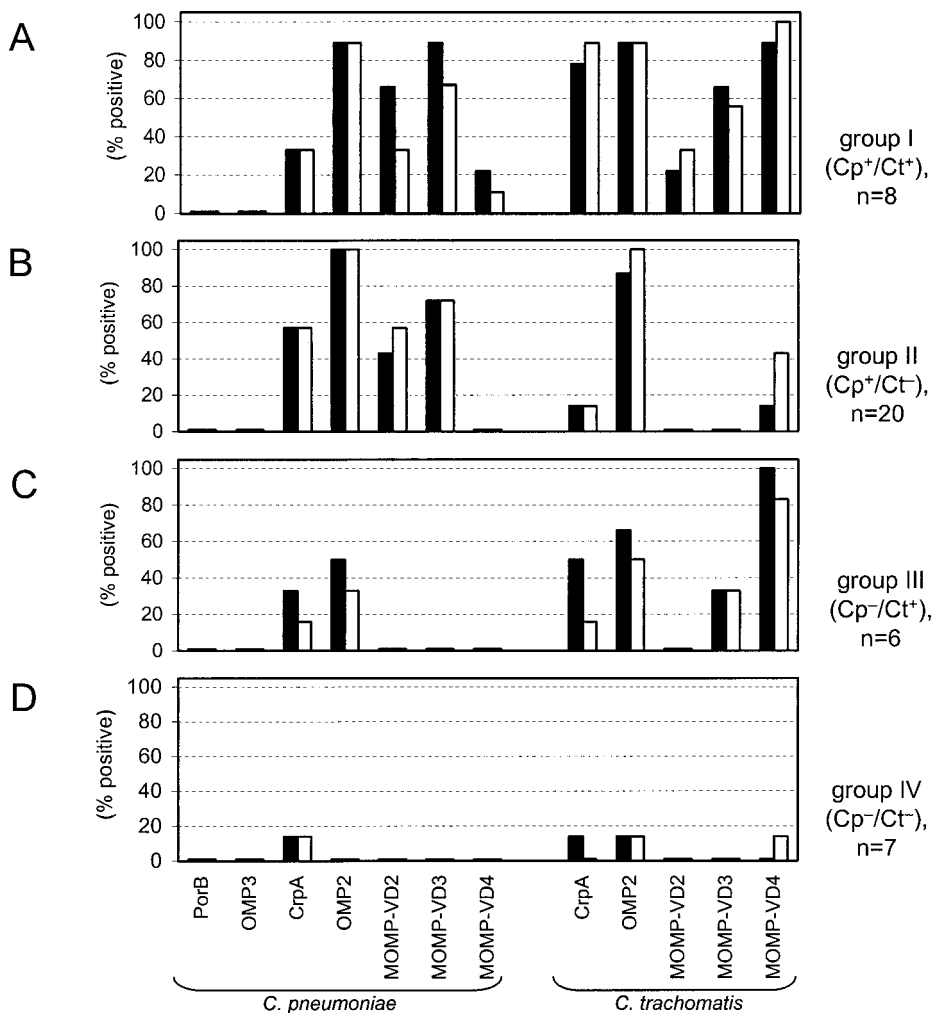 A
(% positive)
100
80
60
40
20
0
group I
(Cp⁺/Ct⁺),
n=8
B
(% positive)
100
80
60
40
20
0
group II
(Cp⁺/Ct⁻),
n=20
C
(% positive)
100
80
60
40
20
0
group III
(Cp⁻/Ct⁺),
n=6
D
(% positive)
100
80
60
40
20
0
group IV
(Cp⁻/Ct⁻),
n=7
PorB
OMP3
CrpA
OMP2
MOMP-VD2
MOMP-VD3
MOMP-VD4
CrpA
OMP2
MOMP-VD2
MOMP-VD3
MOMP-VD4
C. pneumoniae
C. trachomatis